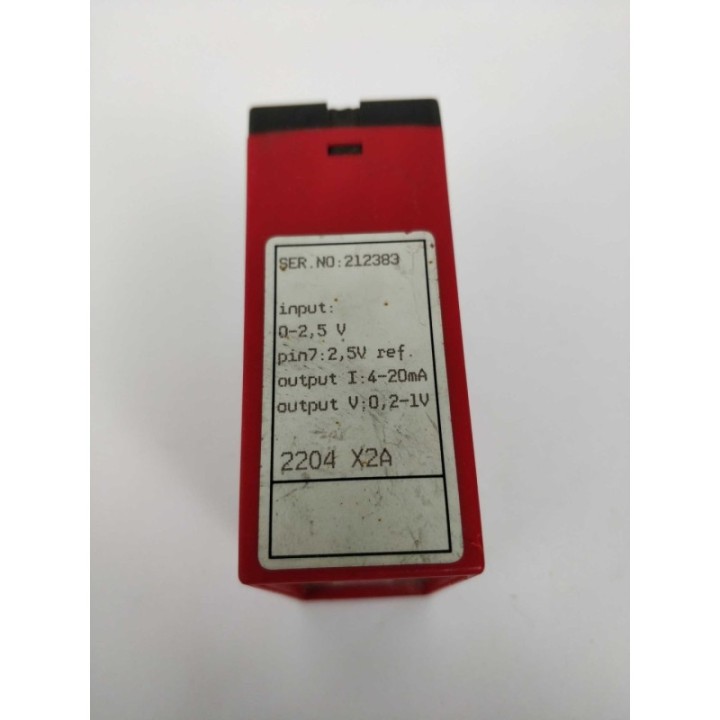 SER.NO:212383
input:
0-2,5 V
pin7:2,5V ref.
output I:4-20mA
output V:0,2-1V
2204 X2A